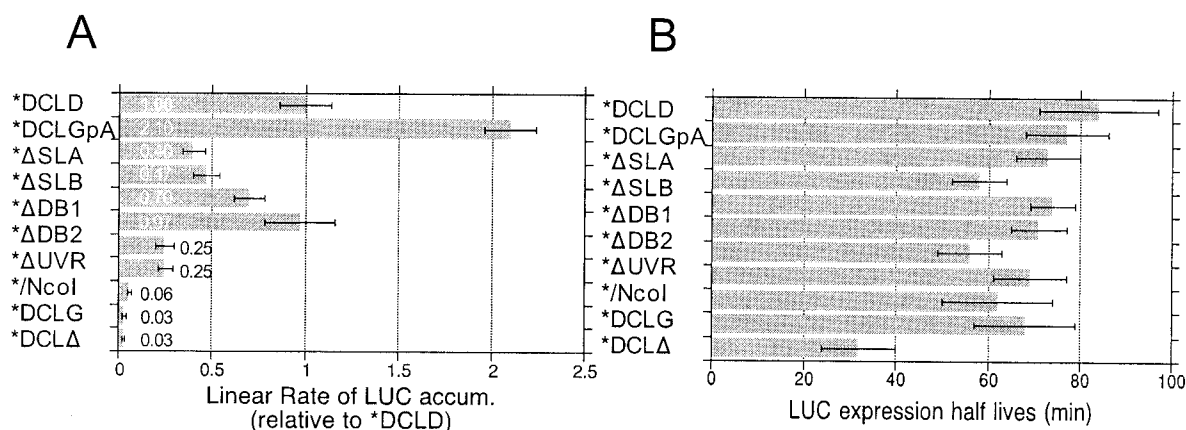 A
*DCLD
*DCLGpA 2.10
*ΔSLA
*ΔSLB
*ΔDB1
*ΔDB2
0.25
*ΔUVR
0.25
*/NcoI
0.06
*DCLG
0.03
*DCLΔ
0.03
0 0.5 1 1.5 2 2.5
Linear Rate of LUC accum.
(relative to *DCLD)
B
*DCLD
*DCLGpA
*ΔSLA
*ΔSLB
*ΔDB1
*ΔDB2
*ΔUVR
*/NcoI
*DCLG
*DCLΔ
0 20 40 60 80 100
LUC expression half lives (min)